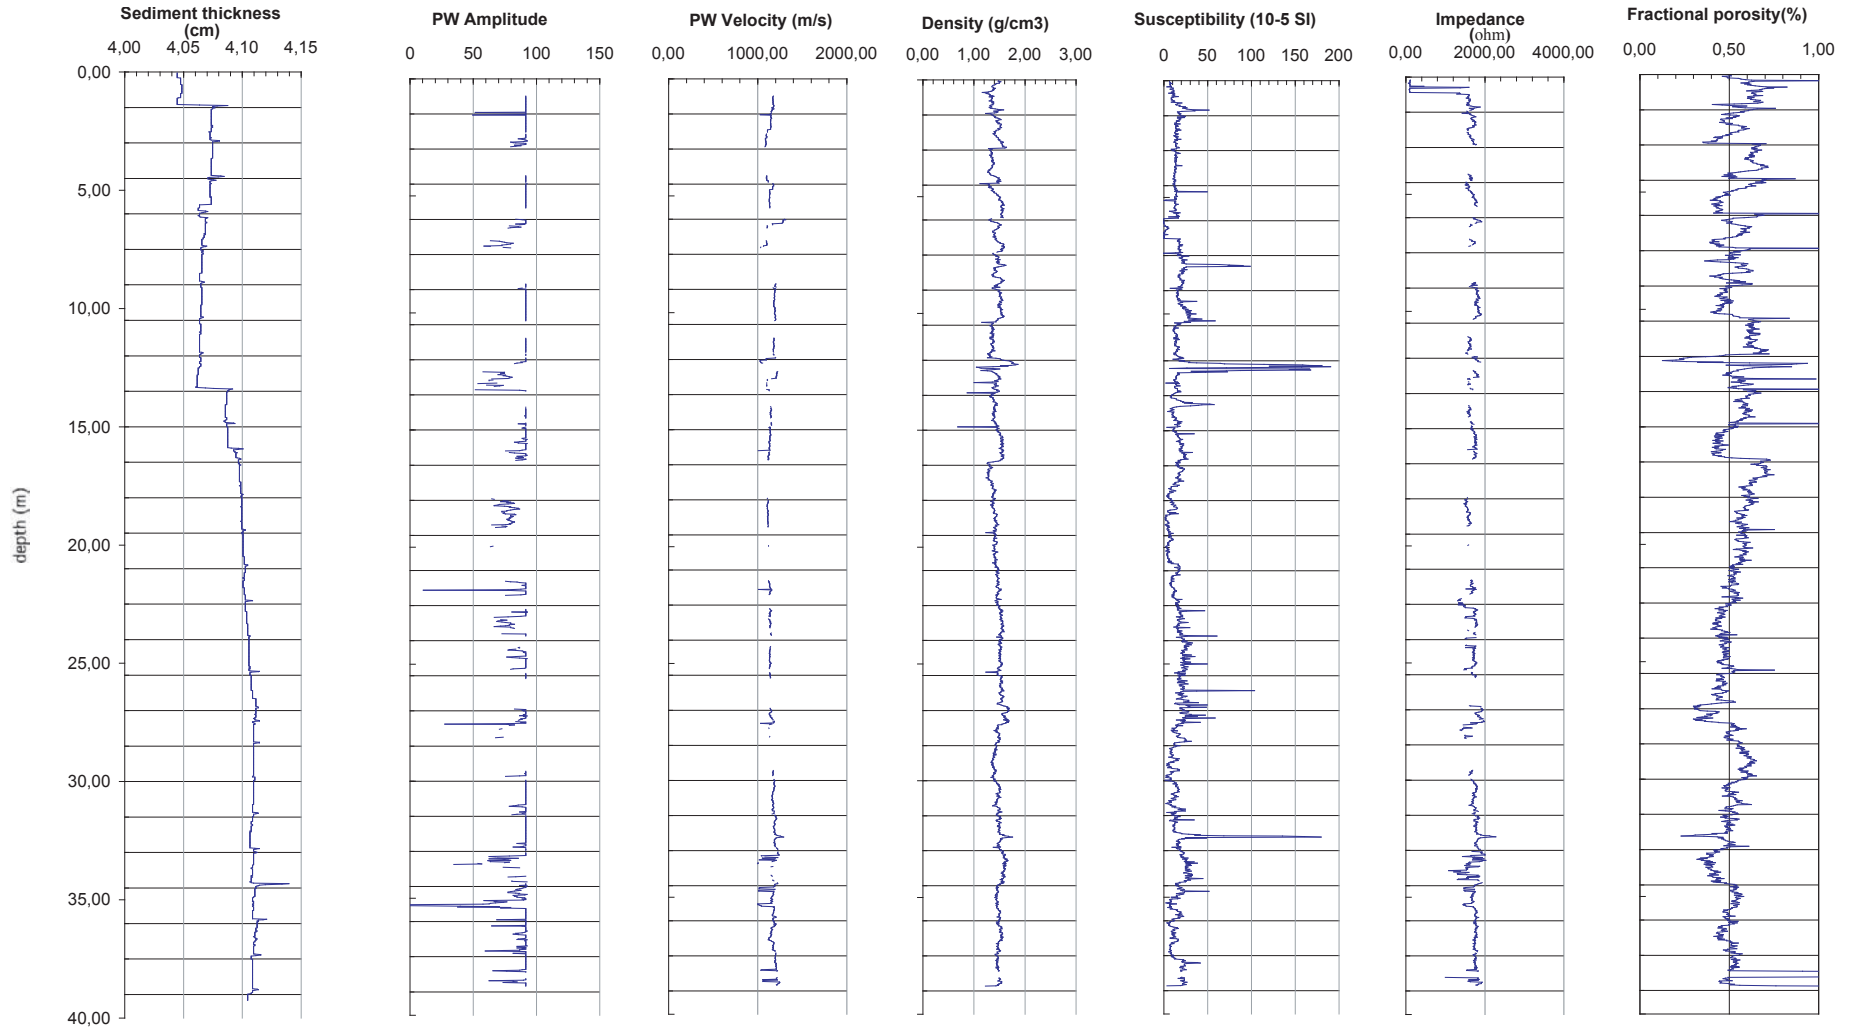 Sediment thickness
(cm)
4,00 4,05 4,10 4,15
PW Amplitude
0 50 100 150
PW Velocity (m/s)
0,00 1000,00 2000,00
Density (g/cm3)
0,00 1,00 2,00 3,00
Susceptibility (10-5 SI)
0 50 100 150 200
Impedance
(ohm)
0,00 2000,00 4000,00
Fractional porosity(%)
0,00 0,50 1,00
depth (m)
0,00
5,00
10,00
15,00
20,00
25,00
30,00
35,00
40,00